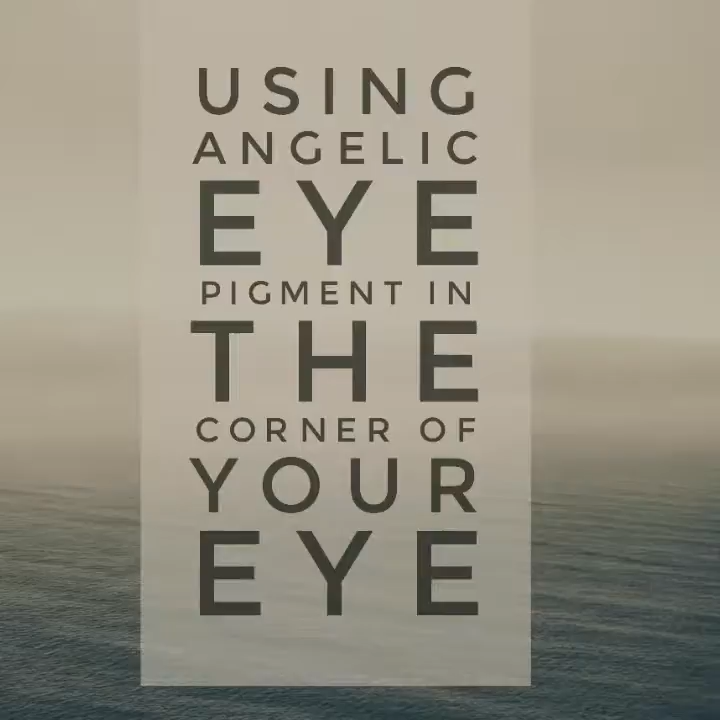 USING
ANGELIC
EYE
PIGMENT IN
THE
CORNER OF
YOUR
EYE